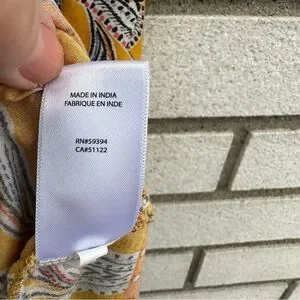 MADE IN INDIA
FABRIQUE EN INDE
RN#59394
CA#51122